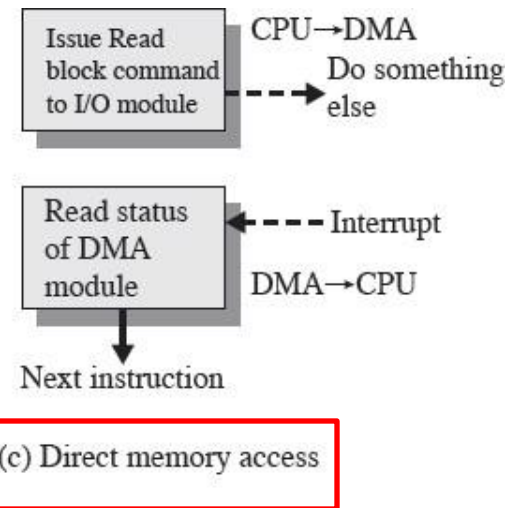 Issue Read
block command
to I/O module
CPU→DMA
Do something
else
Read status
of DMA
module
Interrupt
DMA→CPU
Next instruction
(c) Direct memory access